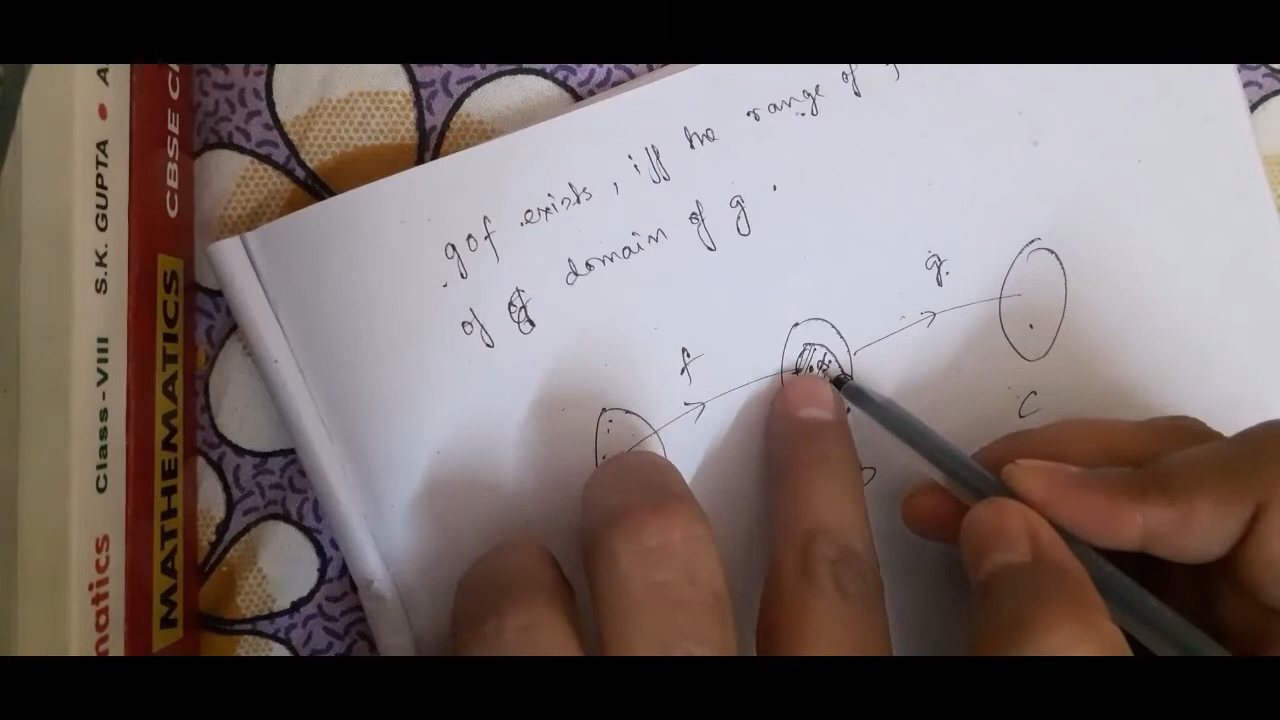 gof exists, iff the range of f
of domain of g.
f
g
C
MATHEMATICS
CBSE C
matics Class-VIII S.K. GUPTA • A